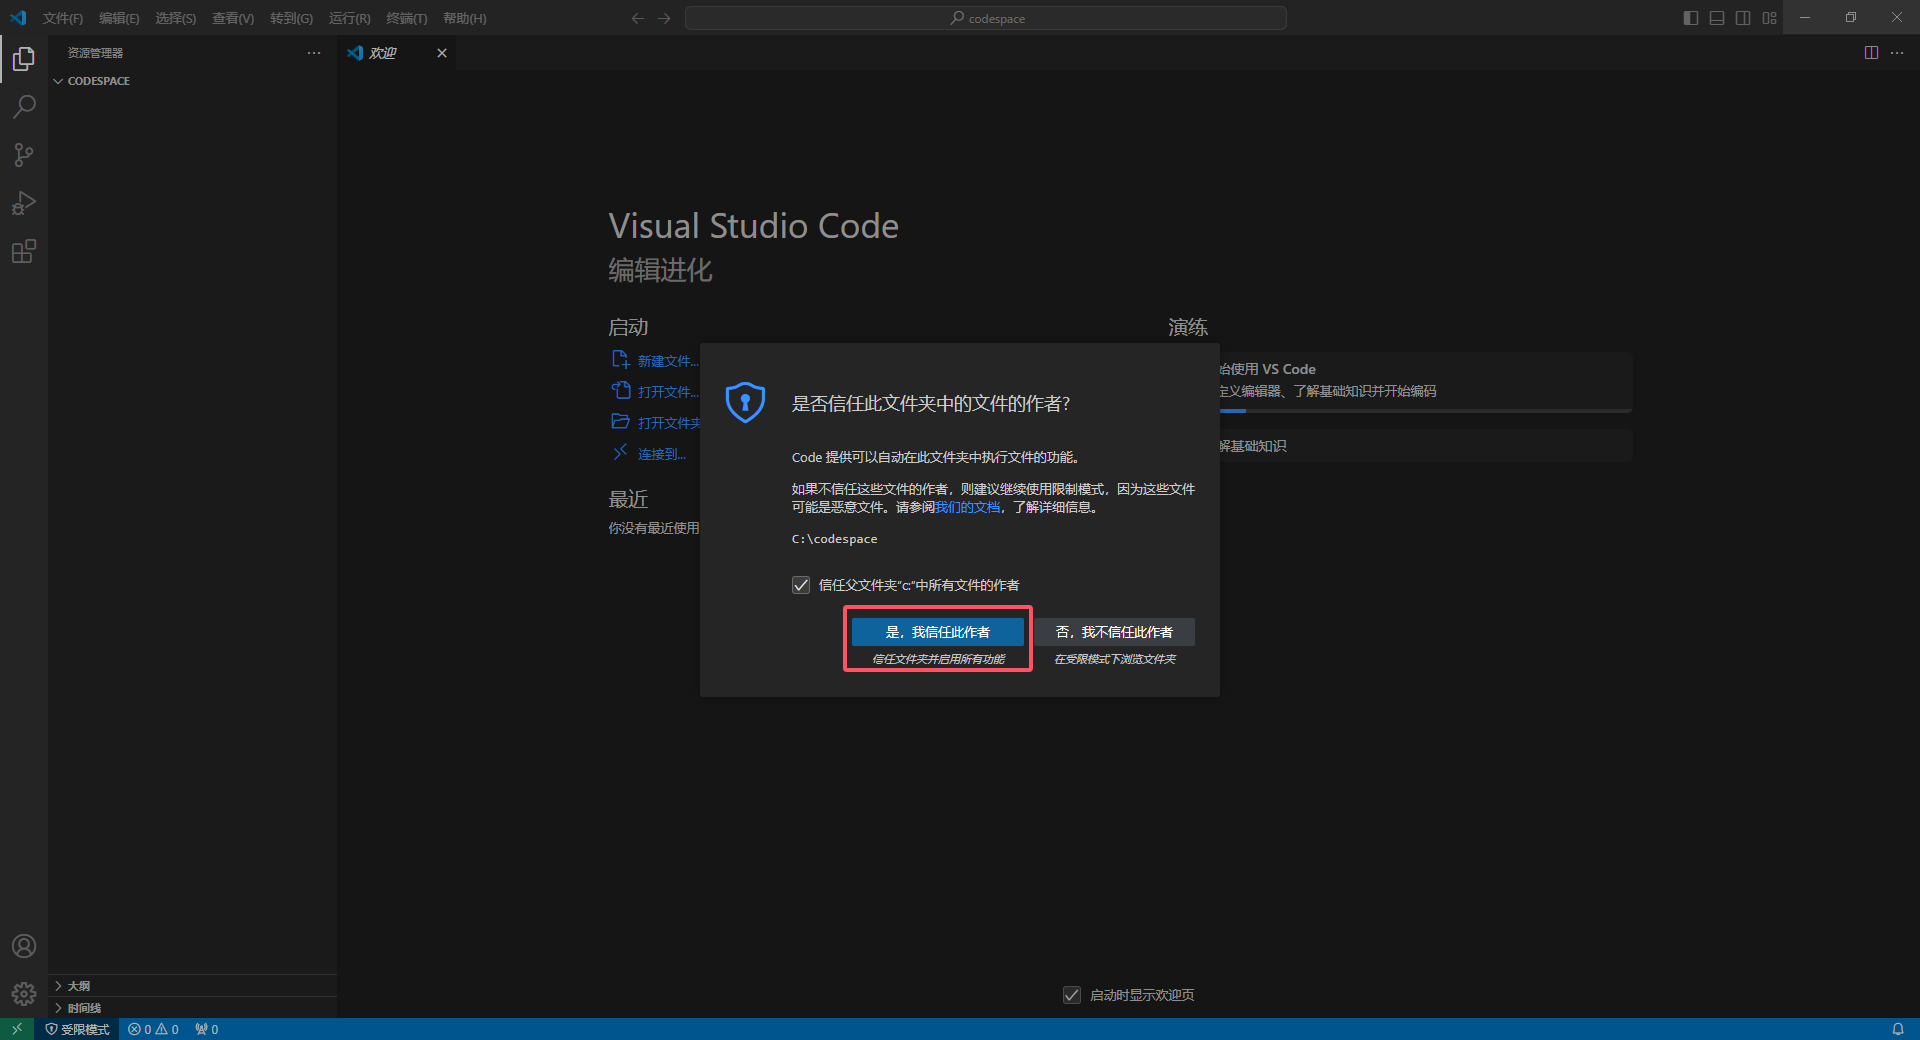 文件(F) 编辑(E) 选择(S) 查看(V) 转到(G) 运行(R) 终端(T) 帮助(H)
codespace
资源管理器
欢迎
CODESPACE
Visual Studio Code
编辑进化
启动
演练
新建文件...
打开文件...
打开文件夹
连接到...
始使用 VS Code
定义编辑器、了解基础知识并开始编码
解基础知识
最近
你没有最近使用
是否信任此文件夹中的文件的作者?
Code 提供可以自动在此文件夹中执行文件的功能。
如果不信任这些文件的作者，则建议继续使用限制模式，因为这些文件
可能是恶意文件。请参阅我们的文档，了解详细信息。
C:\codespace
信任父文件夹"c:"中所有文件的作者
是，我信任此作者
信任文件夹并启用所有功能
否，我不信任此作者
在受限模式下浏览文件夹
启动时显示欢迎页
大纲
时间线
受限模式 0 0 0